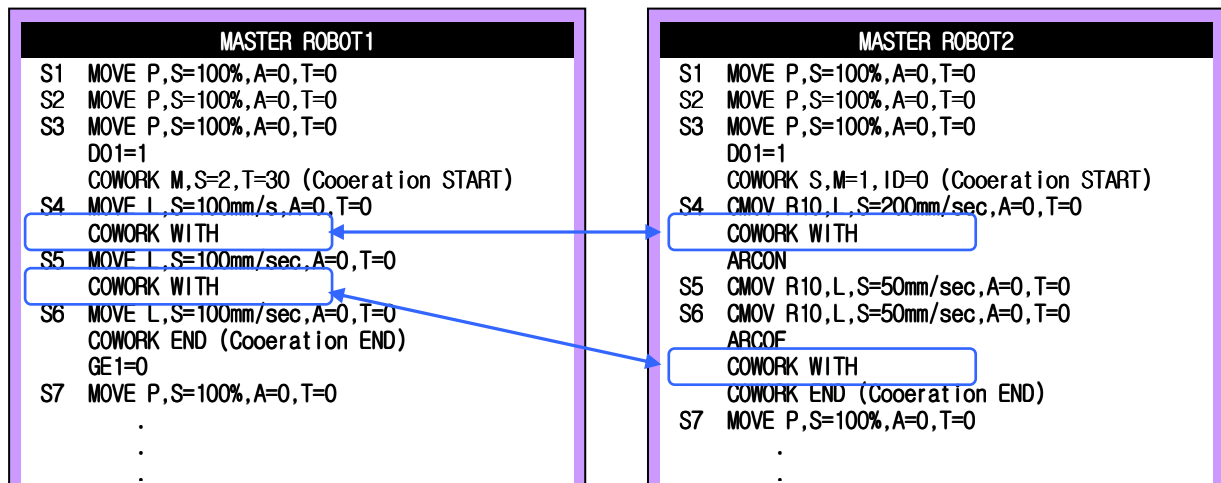 MASTER ROBOT1
S1 MOVE P,S=100%,A=0,T=0
S2 MOVE P,S=100%,A=0,T=0
S3 MOVE P,S=100%,A=0,T=0
DO1=1
COWORK M,S=2,T=30 (Cooeration START)
S4 MOVE L,S=100mm/s,A=0,T=0
COWORK WITH
S5 MOVE L,S=100mm/sec,A=0,T=0
COWORK WITH
S6 MOVE L,S=100mm/sec,A=0,T=0
COWORK END (Cooeration END)
GE1=0
S7 MOVE P,S=100%,A=0,T=0
.
.
.
MASTER ROBOT2
S1 MOVE P,S=100%,A=0,T=0
S2 MOVE P,S=100%,A=0,T=0
S3 MOVE P,S=100%,A=0,T=0
DO1=1
COWORK S,M=1,ID=0 (Cooeration START)
S4 CMOV R10,L,S=200mm/sec,A=0,T=0
COWORK WITH
ARCON
S5 CMOV R10,L,S=50mm/sec,A=0,T=0
S6 CMOV R10,L,S=50mm/sec,A=0,T=0
ARCOF
COWORK WITH
COWORK END (Cooeration END)
S7 MOVE P,S=100%,A=0,T=0
.
.